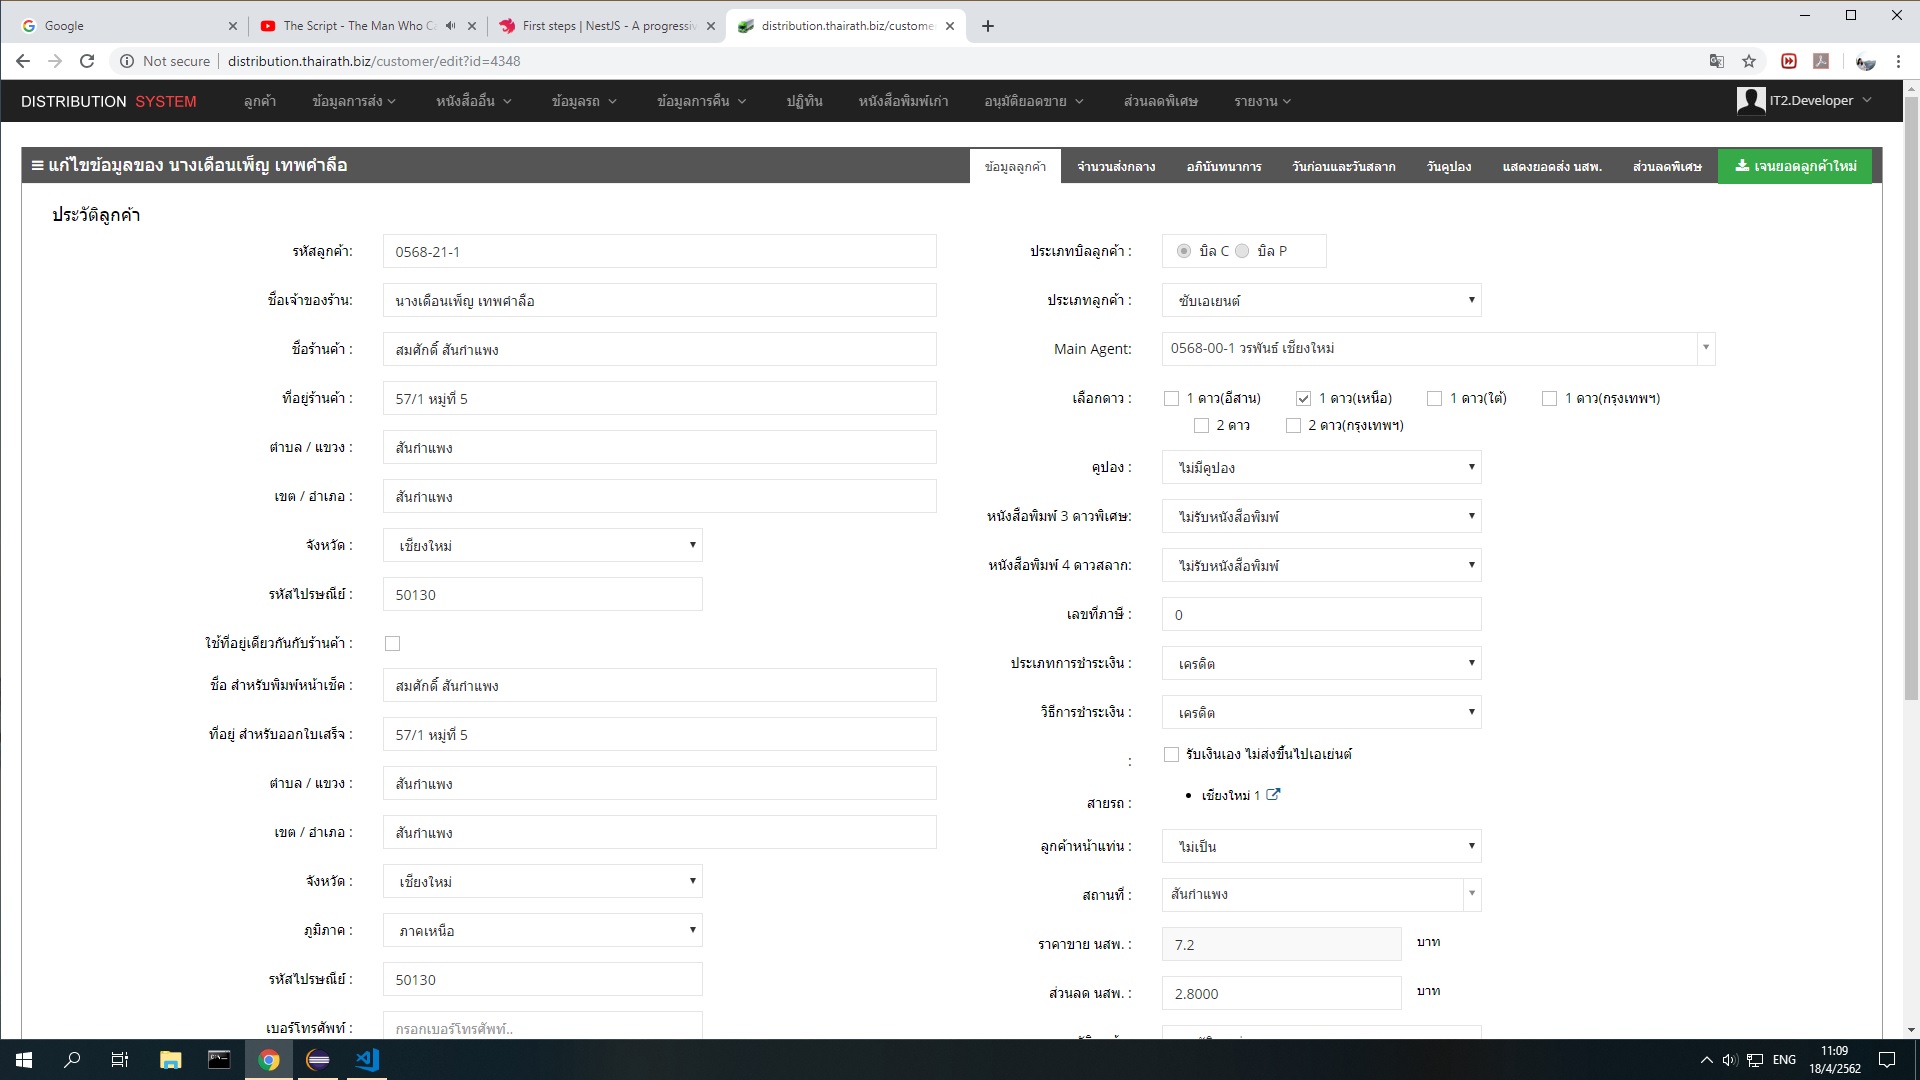 Google
The Script - The Man Who Ca
First steps | NestJS - A progressiv
distribution.thairath.biz/custome
Not secure
distribution.thairath.biz/customer/edit?id=4348
DISTRIBUTION SYSTEM
ลูกค้า
ข้อมูลการส่ง
หนังสืออื่น
ข้อมูลรถ
ข้อมูลการคืน
ปฏิทิน
หนังสือพิมพ์เก่า
อนุมัติยอดขาย
ส่วนลดพิเศษ
รายงาน
IT2.Developer
แก้ไขข้อมูลของ นางเดือนเพ็ญ เทพคำลือ
ข้อมูลลูกค้า
จำนวนส่งกลาง
อภินันทนาการ
วันก่อนและวันสลาก
วันคูปอง
แสดงยอดส่ง นสพ.
ส่วนลดพิเศษ
เจนยอดลูกค้าใหม่
ประวัติลูกค้า
รหัสลูกค้า: 0568-21-1
ชื่อเจ้าของร้าน: นางเดือนเพ็ญ เทพคำลือ
ชื่อร้านค้า : สมศักดิ์ สันกำแพง
ที่อยู่ร้านค้า : 57/1 หมู่ที่ 5
ตำบล / แขวง : สันกำแพง
เขต / อำเภอ : สันกำแพง
จังหวัด : เชียงใหม่
รหัสไปรษณีย์ : 50130
ใช้ที่อยู่เดียวกันกับร้านค้า :
ชื่อ สำหรับพิมพ์หน้าเช็ค : สมศักดิ์ สันกำแพง
ที่อยู่ สำหรับออกใบเสร็จ : 57/1 หมู่ที่ 5
ตำบล / แขวง : สันกำแพง
เขต / อำเภอ : สันกำแพง
จังหวัด : เชียงใหม่
ภูมิภาค : ภาคเหนือ
รหัสไปรษณีย์ : 50130
เบอร์โทรศัพท์ : กรอกเบอร์โทรศัพท์..
ประเภทบิลลูกค้า : บิล C บิล P
ประเภทลูกค้า : ซับเอเยนต์
Main Agent: 0568-00-1 วรพันธ์ เชียงใหม่
เลือกดาว : 1 ดาว(อีสาน) 1 ดาว(เหนือ) 1 ดาว(ใต้) 1 ดาว(กรุงเทพฯ)
2 ดาว 2 ดาว(กรุงเทพฯ)
คูปอง : ไม่มีคูปอง
หนังสือพิมพ์ 3 ดาวพิเศษ: ไม่รับหนังสือพิมพ์
หนังสือพิมพ์ 4 ดาวสลาก: ไม่รับหนังสือพิมพ์
เลขที่ภาษี : 0
ประเภทการชำระเงิน : เครดิต
วิธีการชำระเงิน : เครดิต
: รับเงินเอง ไม่ส่งขึ้นไปเอเย่นต์
สายรถ : • เชียงใหม่ 1
ลูกค้าหน้าแท่น : ไม่เป็น
สถานที่ : สันกำแพง
ราคาขาย นสพ. : 7.2 บาท
ส่วนลด นสพ. : 2.8000 บาท
ENG
11:09
18/4/2562